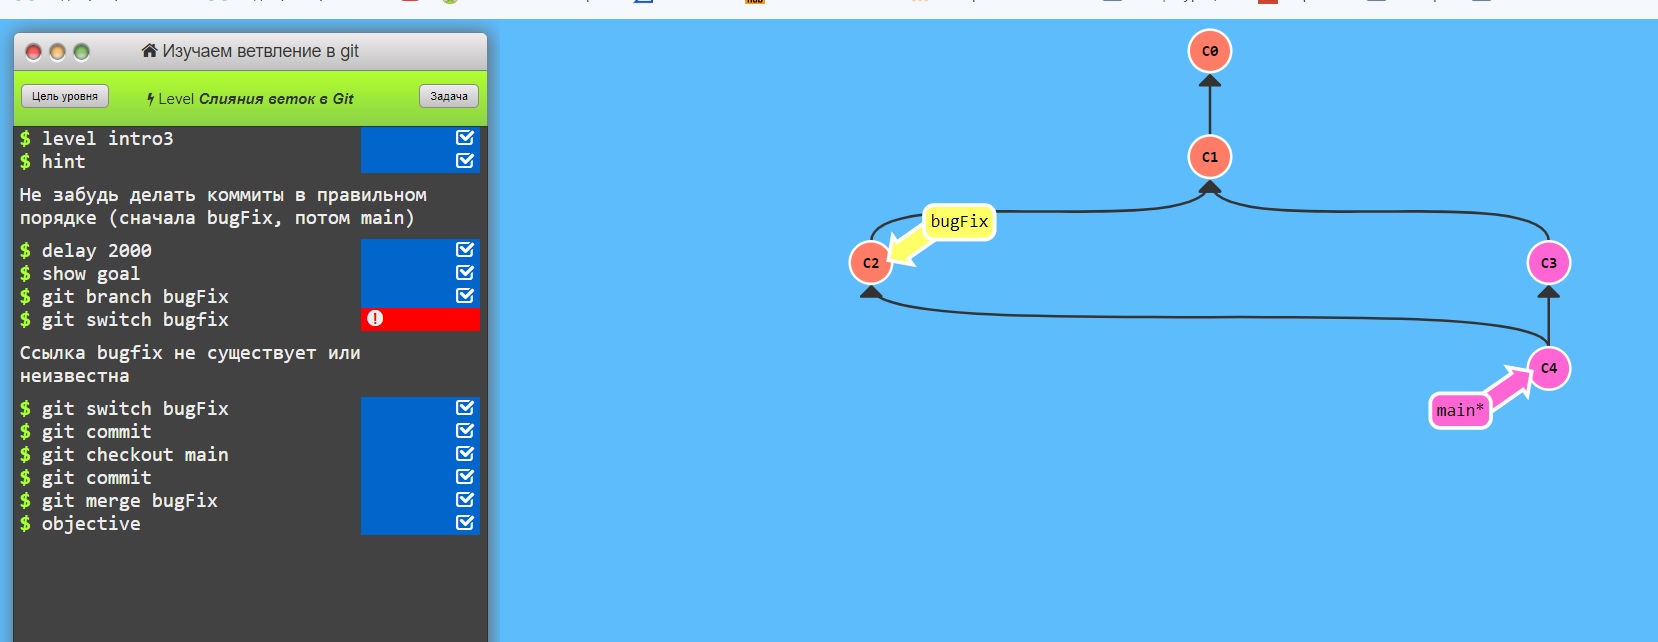 Изучаем ветвление в git
Цель уровня
Level Слияния веток в Git
Задача
$ level intro3
$ hint
Не забудь делать коммиты в правильном
порядке (сначала bugFix, потом main)
$ delay 2000
$ show goal
$ git branch bugFix
$ git switch bugfix
Ссылка bugfix не существует или
неизвестна
$ git switch bugFix
$ git commit
$ git checkout main
$ git commit
$ git merge bugFix
$ objective
C0
C1
bugFix
C2
C3
C4
main*